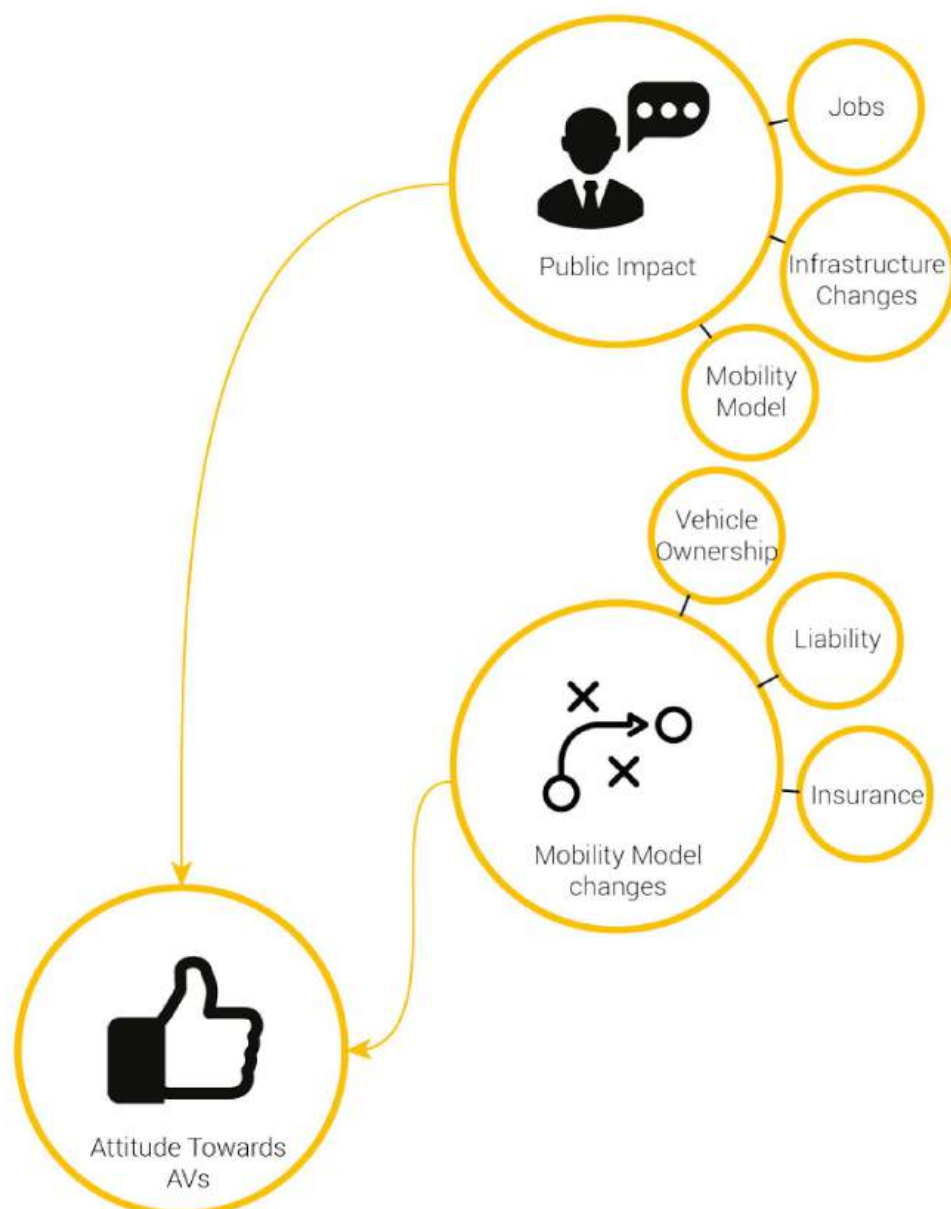 Jobs
Public Impact
Infrastructure
Changes
Mobility
Model
Vehicle
Ownership
Liability
Insurance
Mobility Model
changes
Attitude Towards
AVs